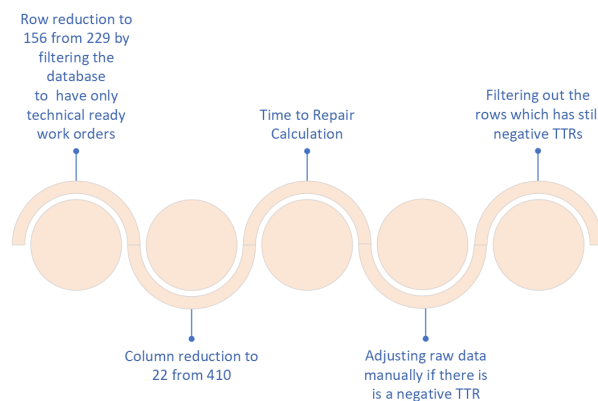 Row reduction to
156 from 229 by
filtering the
database
to have only
technical ready
work orders
Column reduction to
22 from 410
Time to Repair
Calculation
Adjusting raw data
manually if there is
is a negative TTR
Filtering out the
rows which has still
negative TTRs